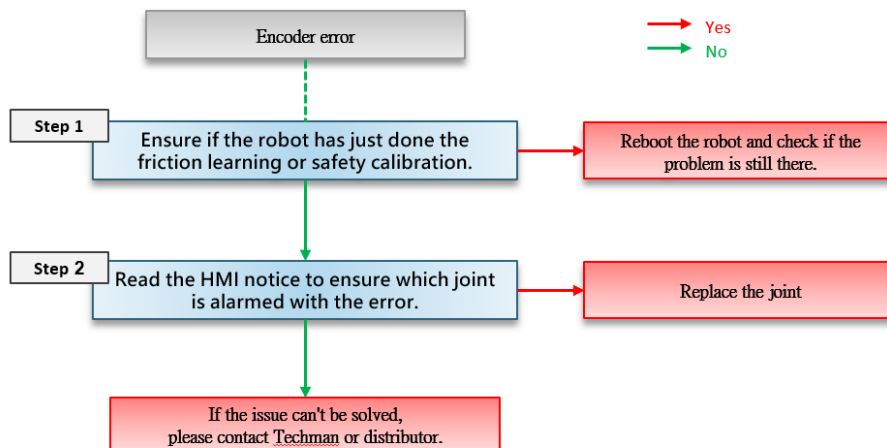 Encoder error
Yes
No
Step 1
Ensure if the robot has just done the
friction learning or safety calibration.
Reboot the robot and check if the
problem is still there.
Step 2
Read the HMI notice to ensure which joint
is alarmed with the error.
Replace the joint
If the issue can't be solved,
please contact Techman or distributor.